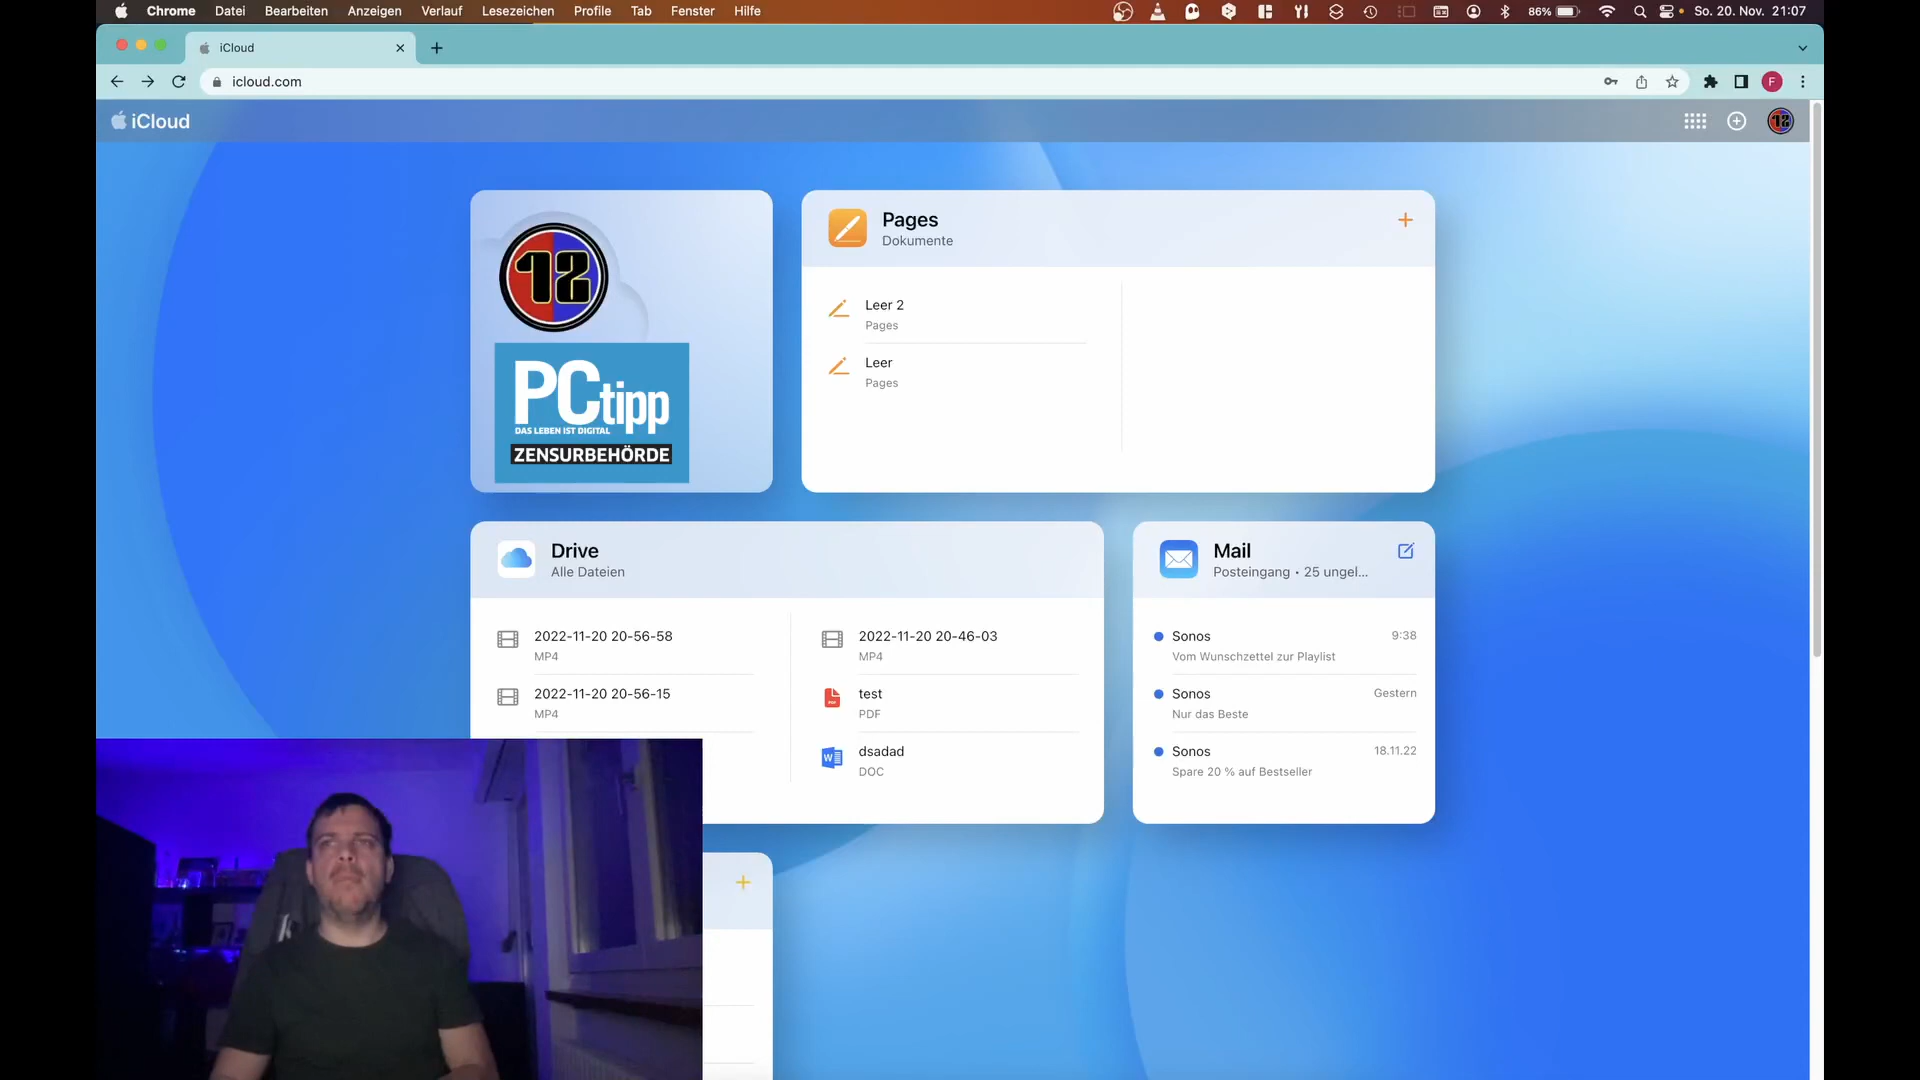 Chrome Datei Bearbeiten Anzeigen Verlauf Lesezeichen Profile Tab Fenster Hilfe
86% So. 20. Nov. 21:07
iCloud
icloud.com
F
iCloud
12
12
PCtipp
DAS LEBEN IST DIGITAL
ZENSURBEHÖRDE
Pages
Dokumente
Leer 2
Pages
Leer
Pages
Drive
Alle Dateien
2022-11-20 20-56-58
MP4
2022-11-20 20-56-15
MP4
2022-11-20 20-46-03
MP4
test
PDF
dsadad
DOC
Mail
Posteingang • 25 ungel...
Sonos 9:38
Vom Wunschzettel zur Playlist
Sonos Gestern
Nur das Beste
Sonos 18.11.22
Spare 20 % auf Bestseller